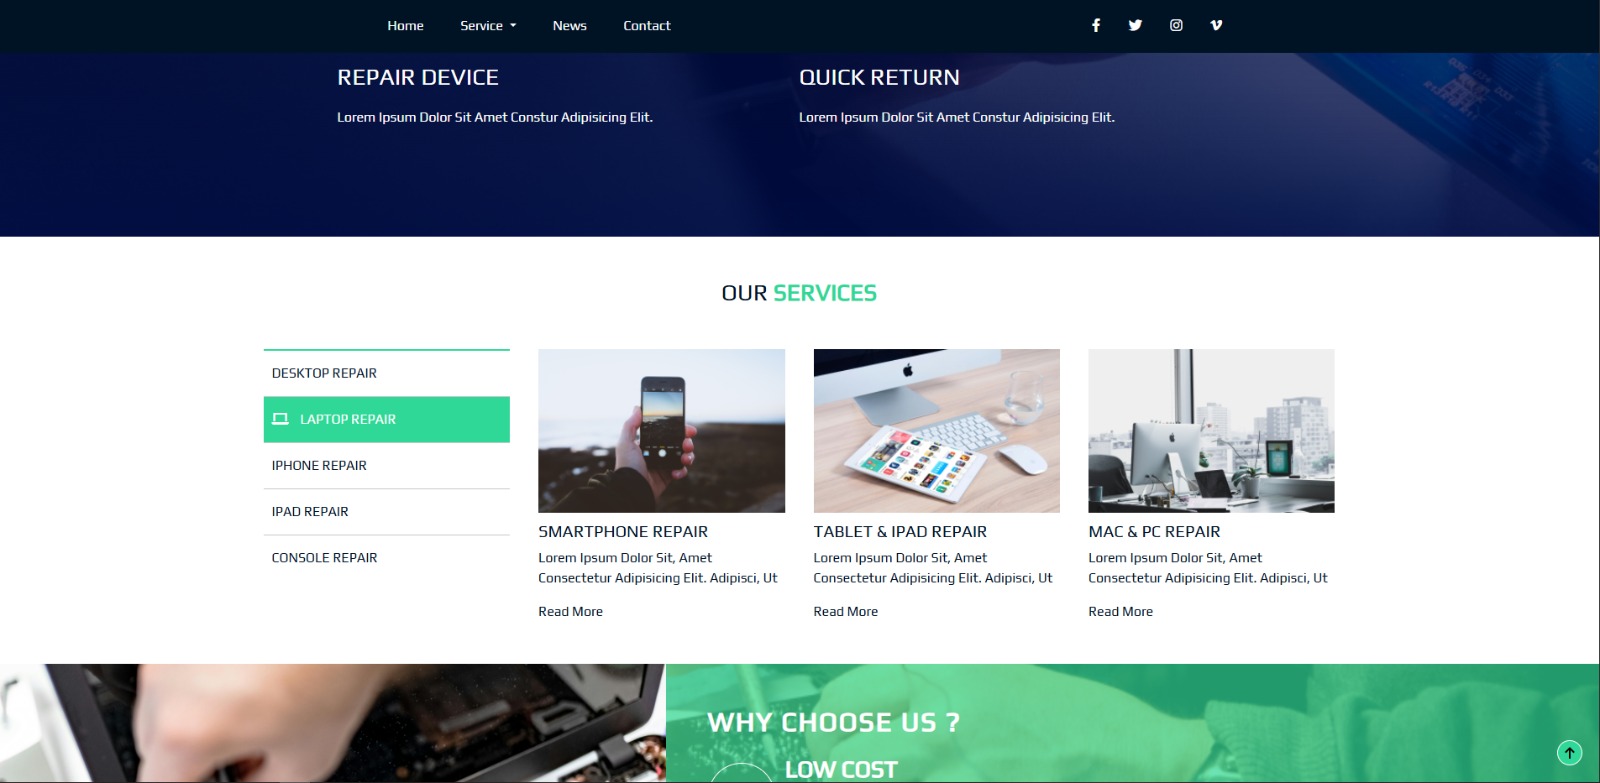 Home Service News Contact
REPAIR DEVICE
Lorem Ipsum Dolor Sit Amet Constur Adipisicing Elit.
QUICK RETURN
Lorem Ipsum Dolor Sit Amet Constur Adipisicing Elit.
OUR SERVICES
DESKTOP REPAIR
LAPTOP REPAIR
IPHONE REPAIR
IPAD REPAIR
CONSOLE REPAIR
SMARTPHONE REPAIR
Lorem Ipsum Dolor Sit, Amet
Consectetur Adipisicing Elit. Adipisci, Ut
Read More
TABLET & IPAD REPAIR
Lorem Ipsum Dolor Sit, Amet
Consectetur Adipisicing Elit. Adipisci, Ut
Read More
MAC & PC REPAIR
Lorem Ipsum Dolor Sit, Amet
Consectetur Adipisicing Elit. Adipisci, Ut
Read More
WHY CHOOSE US ?
LOW COST